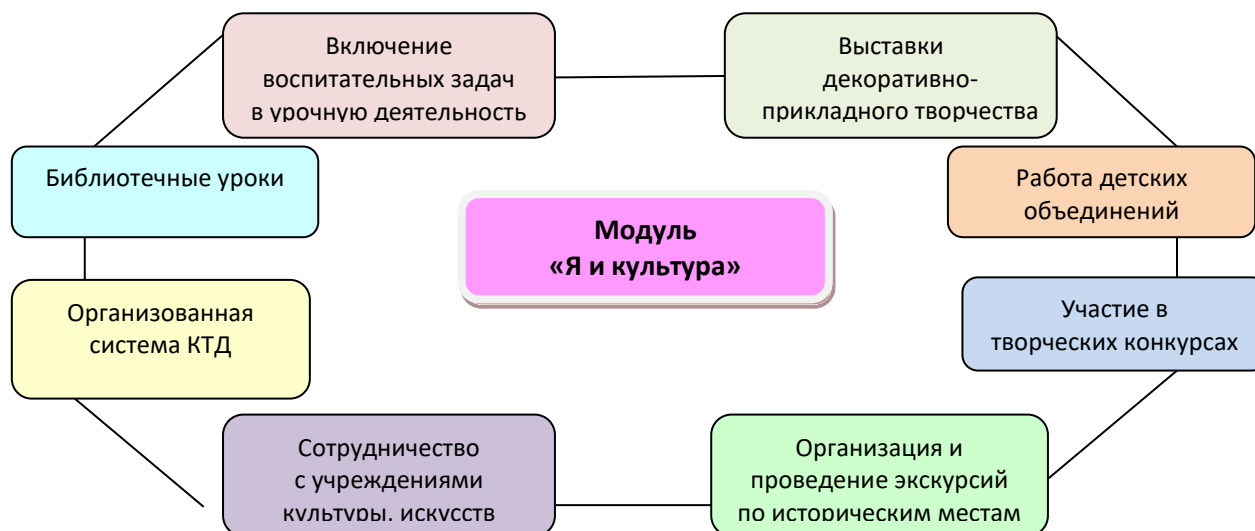 Включение
воспитательных задач
в урочную деятельность
Выставки
декоративно-
прикладного творчества
Библиотечные уроки
Работа детских
объединений
Модуль
«Я и культура»
Организованная
система КТД
Участие в
творческих конкурсах
Сотрудничество
с учреждениями
культуры, искусств
Организация и
проведение экскурсий
по историческим местам